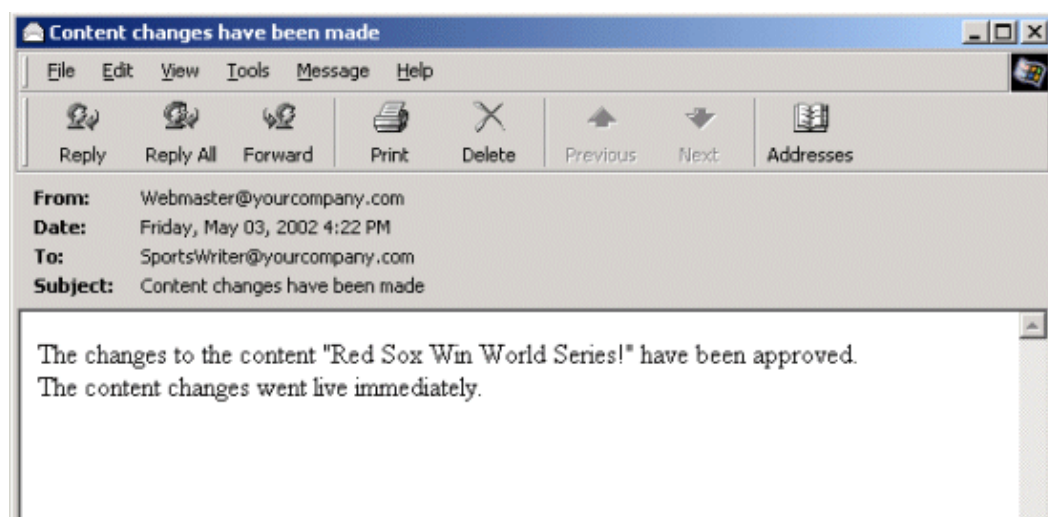 Content changes have been made
File Edit View Tools Message Help
Reply Reply All Forward Print Delete Previous Next Addresses
From: Webmaster@yourcompany.com
Date: Friday, May 03, 2002 4:22 PM
To: SportsWriter@yourcompany.com
Subject: Content changes have been made
The changes to the content "Red Sox Win World Series!" have been approved.
The content changes went live immediately.